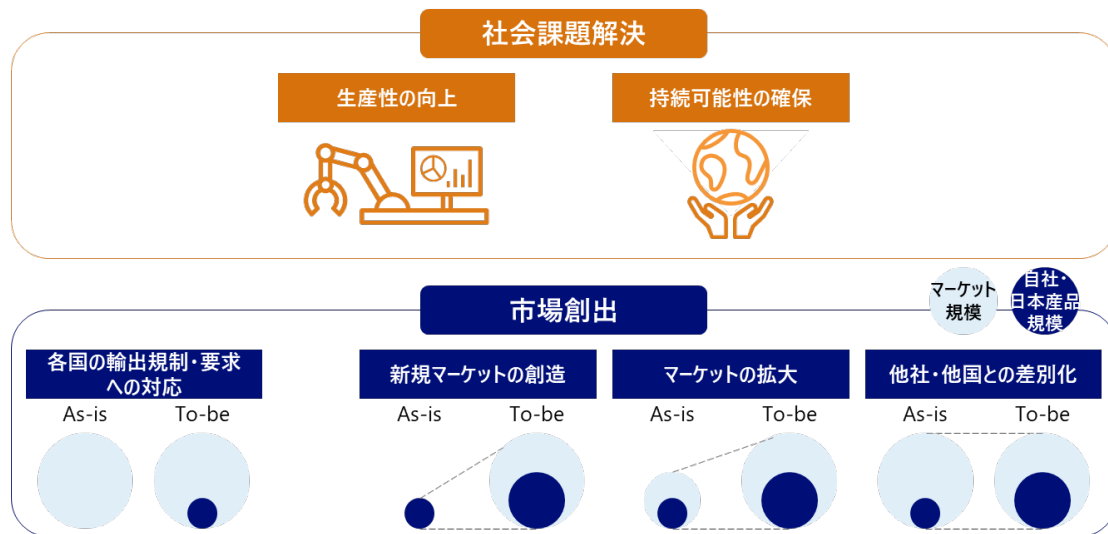 社会課題解決
生産性の向上
持続可能性の確保
市場創出
マーケット
規模
自社・
日本産品
規模
各国の輸出規制・要求
への対応
As-is
To-be
新規マーケットの創造
As-is
To-be
マーケットの拡大
As-is
To-be
他社・他国との差別化
As-is
To-be